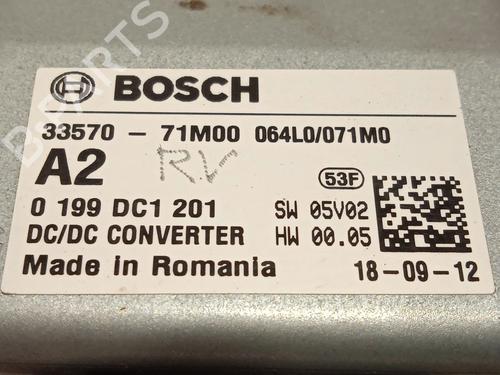 B-PARTS
BOSCH
33570 - 71M00 064L0/071M0
A2 RV 53F
0 199 DC1 201 SW 05V02
DC/DC CONVERTER HW 00.05
Made in Romania 18-09-12